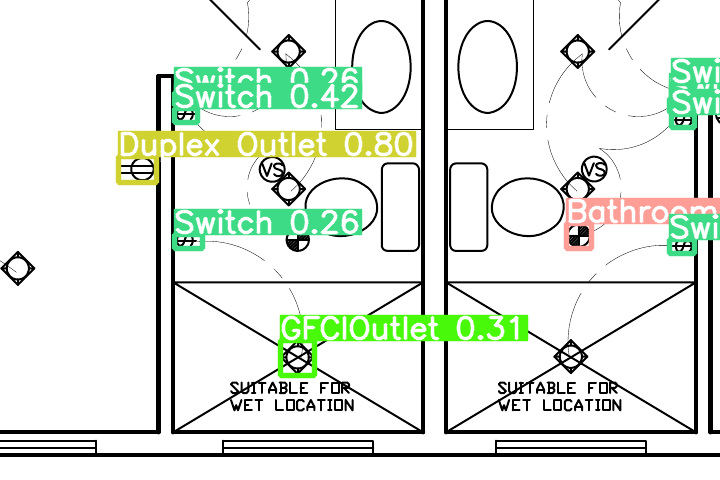 Switch 0.26
Swi
Switch 0.42
Swi
Duplex Outlet 0.80
VS
VS
Bathroom
Switch 0.26
Swi
GFCIOutlet 0.31
SUITABLE FOR
WET LOCATION
SUITABLE FOR
WET LOCATION